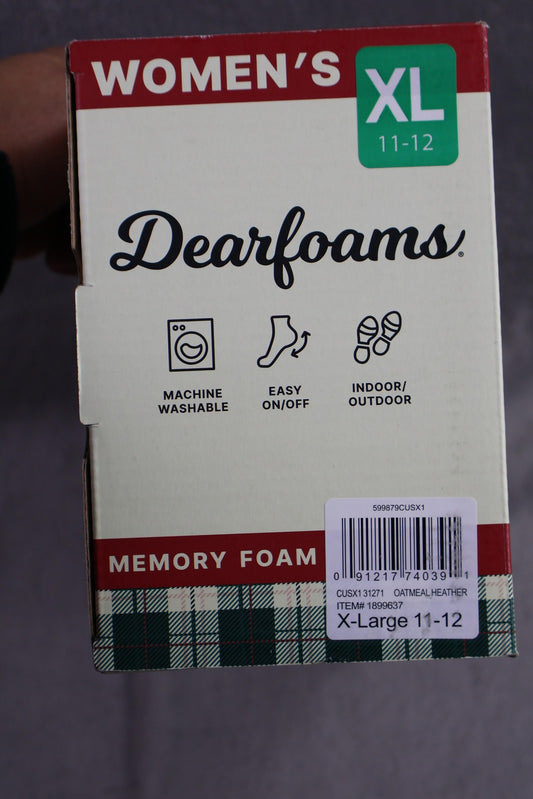 WOMEN'S
XL
11-12
Dearfoams®
MACHINE
WASHABLE
EASY
ON/OFF
INDOOR/
OUTDOOR
MEMORY FOAM
599879CUSX1
0 91217 74039 1
CUSX1 31271 OATMEAL HEATHER
ITEM# 1899637
X-Large 11-12